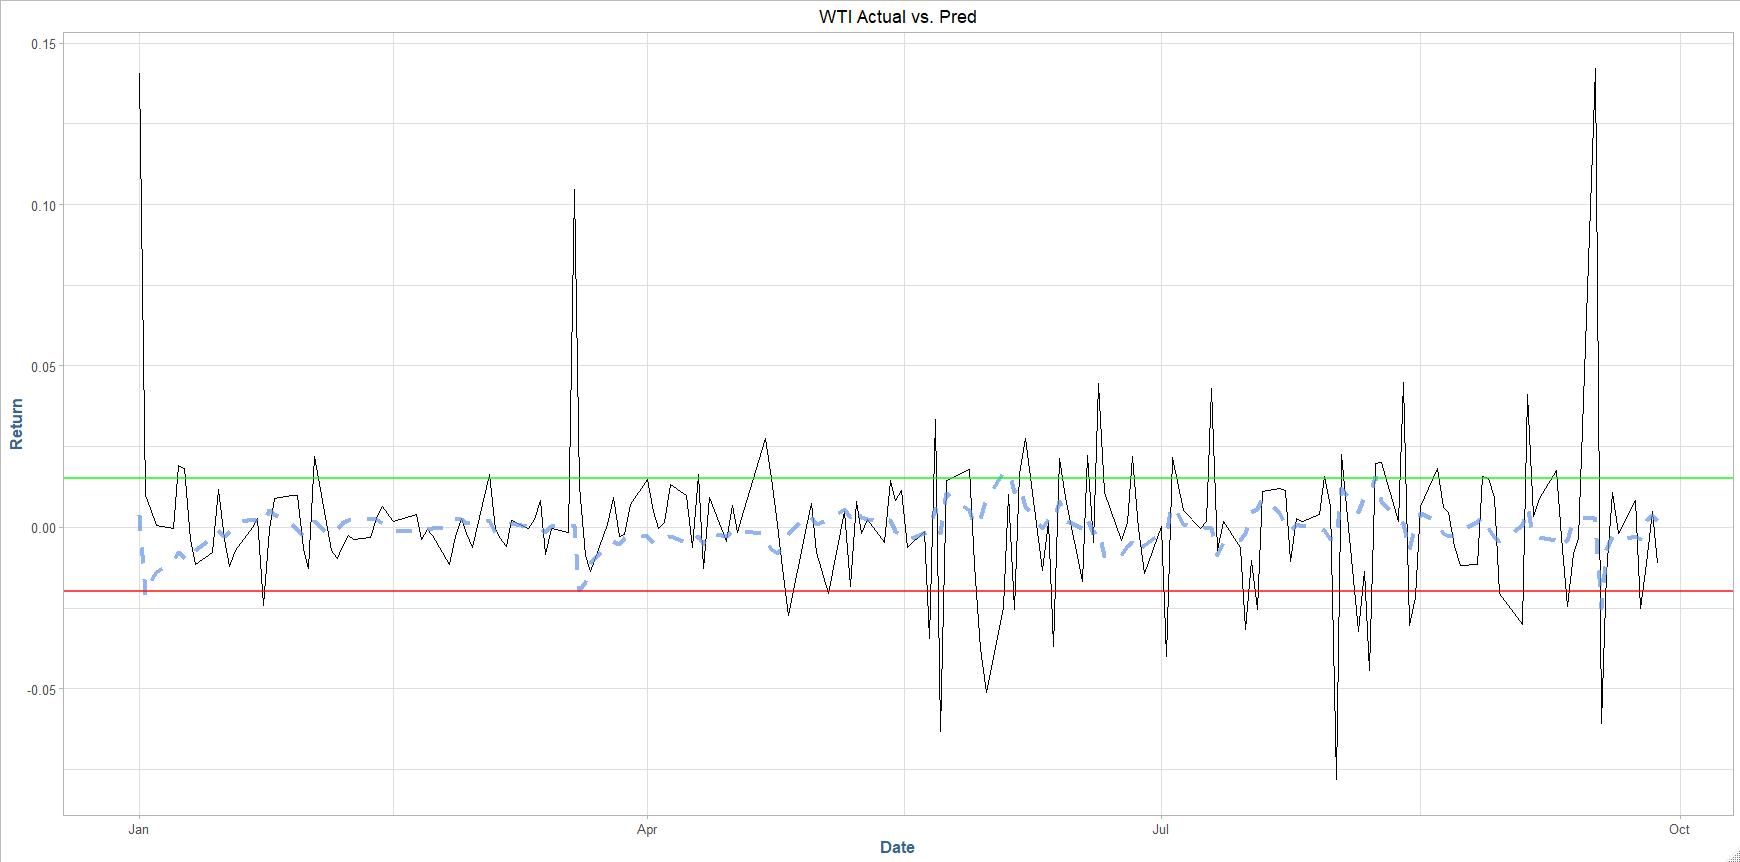 WTI Actual vs. Pred
0.15
0.10
0.05
0.00
-0.05
Return
Jan
Apr
Jul
Oct
Date